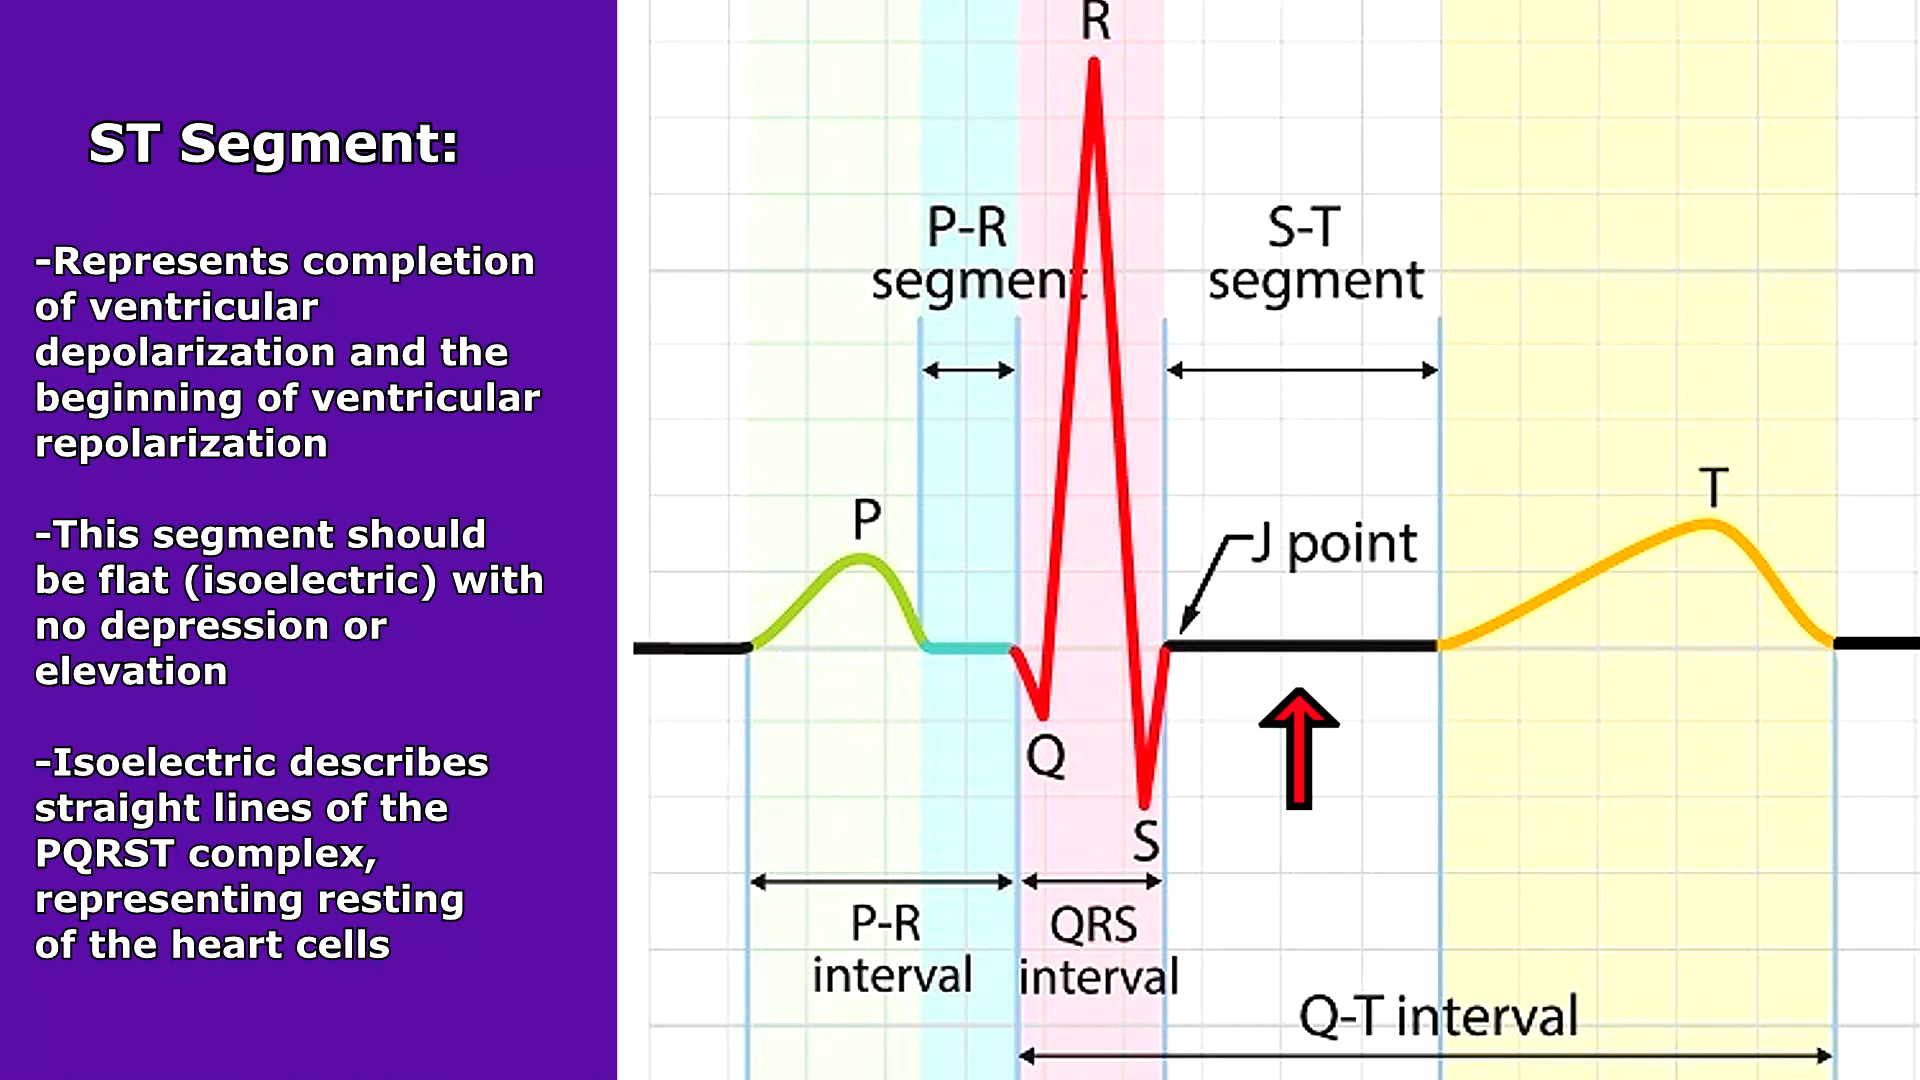 ST Segment:
-Represents completion
of ventricular
depolarization and the
beginning of ventricular
repolarization
-This segment should
be flat (isoelectric) with
no depression or
elevation
-Isoelectric describes
straight lines of the
PQRST complex,
representing resting
of the heart cells
R
P-R
segment
S-T
segment
P
J point
T
Q
S
P-R
interval
QRS
interval
Q-T interval